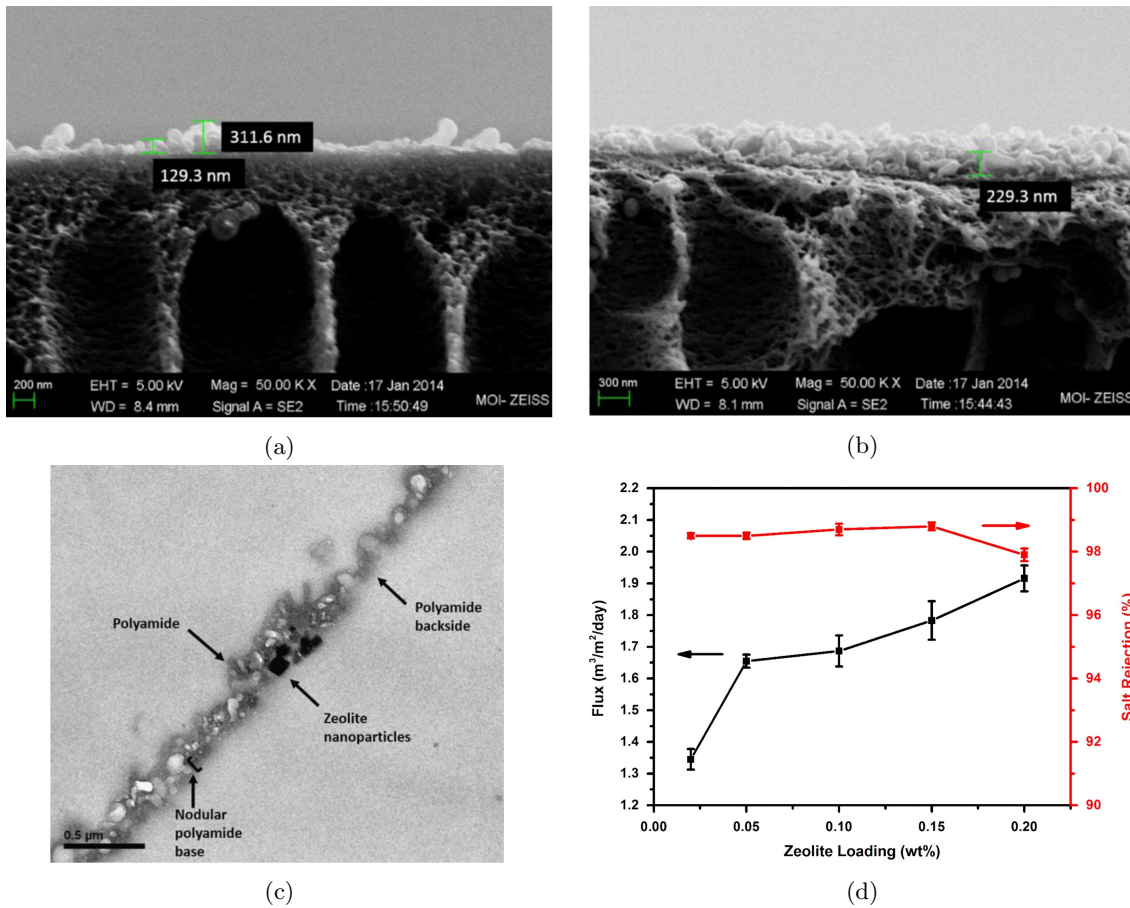 311.6 nm
129.3 nm
200 nm
EHT = 5.00 kV Mag = 50.00 K X Date :17 Jan 2014
WD = 8.4 mm Signal A = SE2 Time :15:50:49
MOI- ZEISS
(a)
229.3 nm
300 nm
EHT = 5.00 kV Mag = 50.00 K X Date :17 Jan 2014
WD = 8.1 mm Signal A = SE2 Time :15:44:43
MOI- ZEISS
(b)
Polyamide
Polyamide
backside
Zeolite
nanoparticles
Nodular
polyamide
base
0.5 µm
(c)
Flux (m³/m²/day)
2.2
2.1
2.0
1.9
1.8
1.7
1.6
1.5
1.4
1.3
1.2
100
98
96
94
92
90
Salt Rejection (%)
0.00 0.05 0.10 0.15 0.20
Zeolite Loading (wt%)
(d)